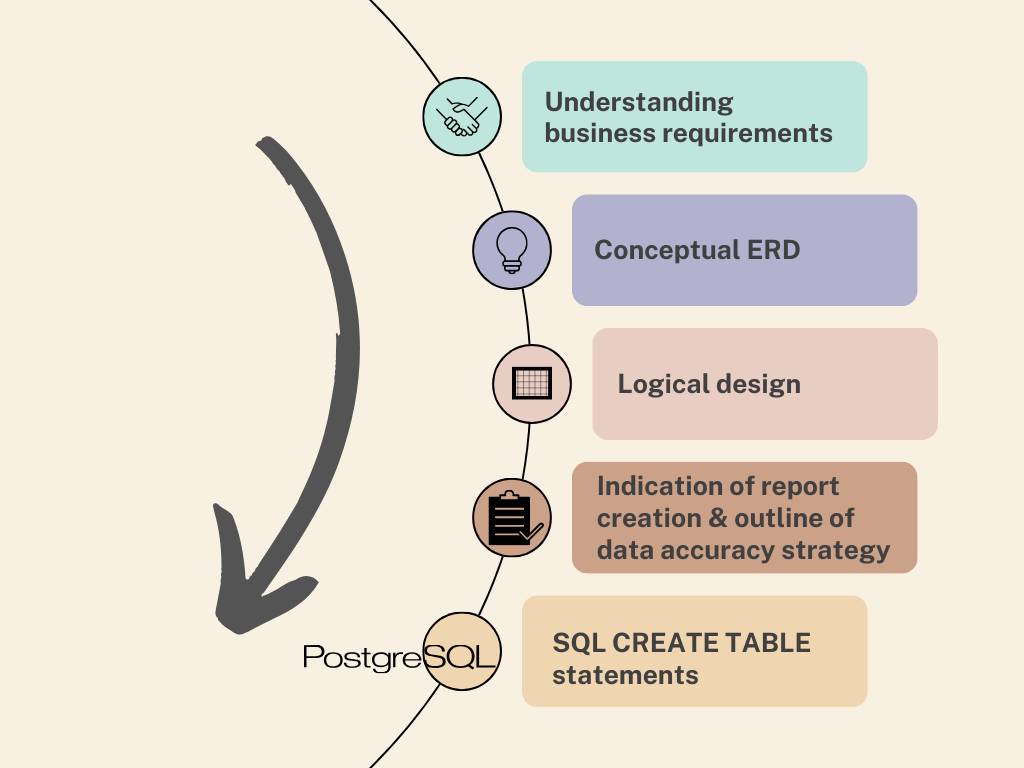 Understanding
business requirements
Conceptual ERD
Logical design
Indication of report
creation & outline of
data accuracy strategy
PostgreSQL
SQL CREATE TABLE
statements